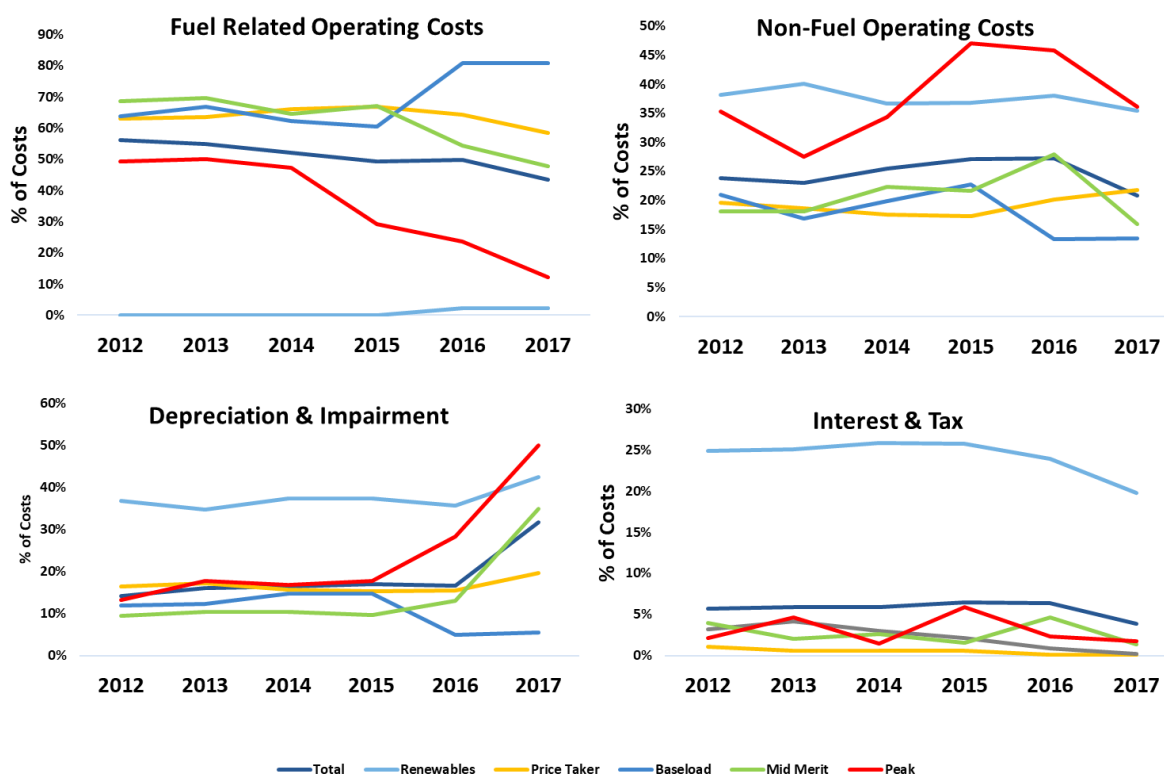 Fuel Related Operating Costs
% of Costs
90%
80%
70%
60%
50%
40%
30%
20%
10%
0%
2012 2013 2014 2015 2016 2017
Non-Fuel Operating Costs
% of Costs
50%
45%
40%
35%
30%
25%
20%
15%
10%
5%
0%
2012 2013 2014 2015 2016 2017
Depreciation & Impairment
% of Costs
60%
50%
40%
30%
20%
10%
0%
2012 2013 2014 2015 2016 2017
Interest & Tax
% of Costs
30%
25%
20%
15%
10%
5%
0%
2012 2013 2014 2015 2016 2017
Total Renewables Price Taker Baseload Mid Merit Peak